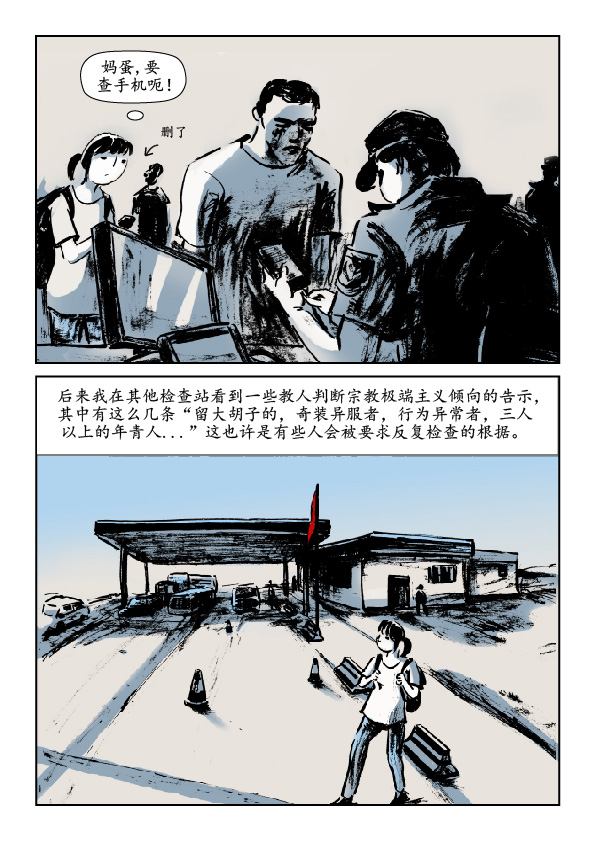 妈蛋,要
查手机呃!
删了
后来我在其他检查站看到一些教人判断宗教极端主义倾向的告示,
其中有这么几条“留大胡子的, 奇装异服者, 行为异常者, 三人
以上的年青人...”这也许是有些人会被要求反复检查的根据。